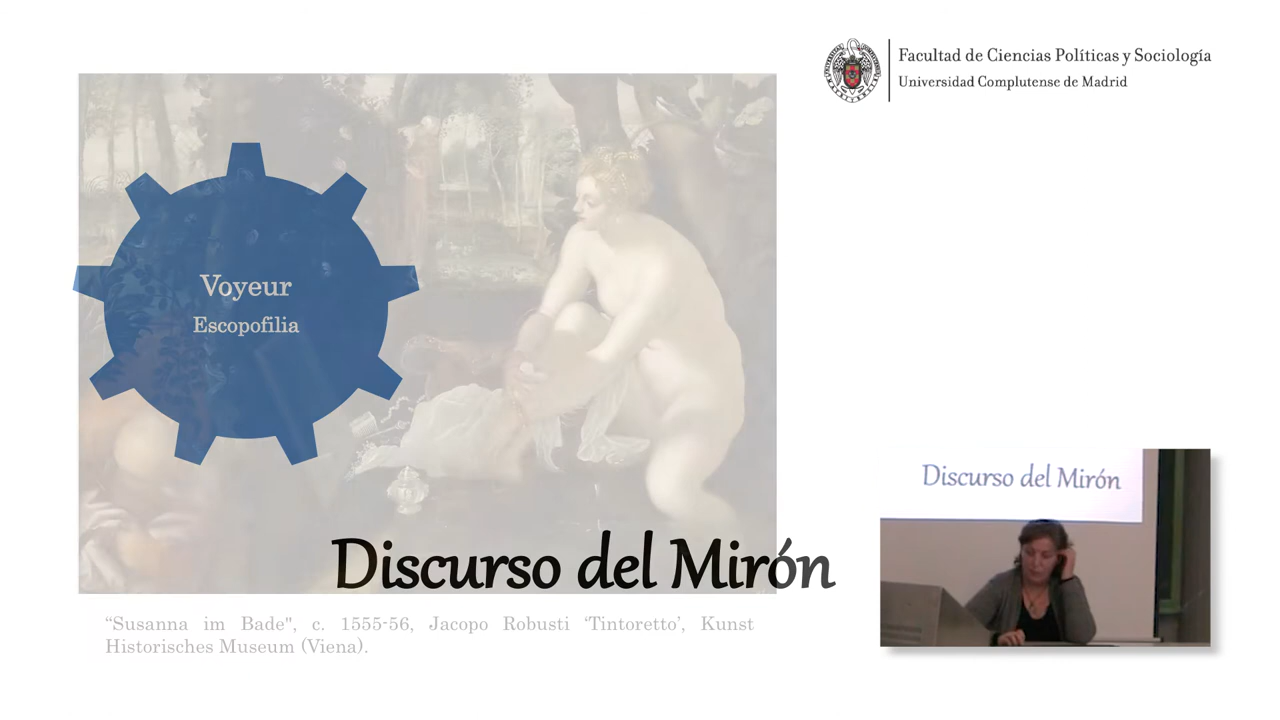 Facultad de Ciencias Políticas y Sociología
Universidad Complutense de Madrid
Voyeur
Escopofilia
Discurso del Mirón
“Susanna im Bade", c. 1555-56, Jacopo Robusti ‘Tintoretto’, Kunst
Historisches Museum (Viena).
Discurso del Mirón